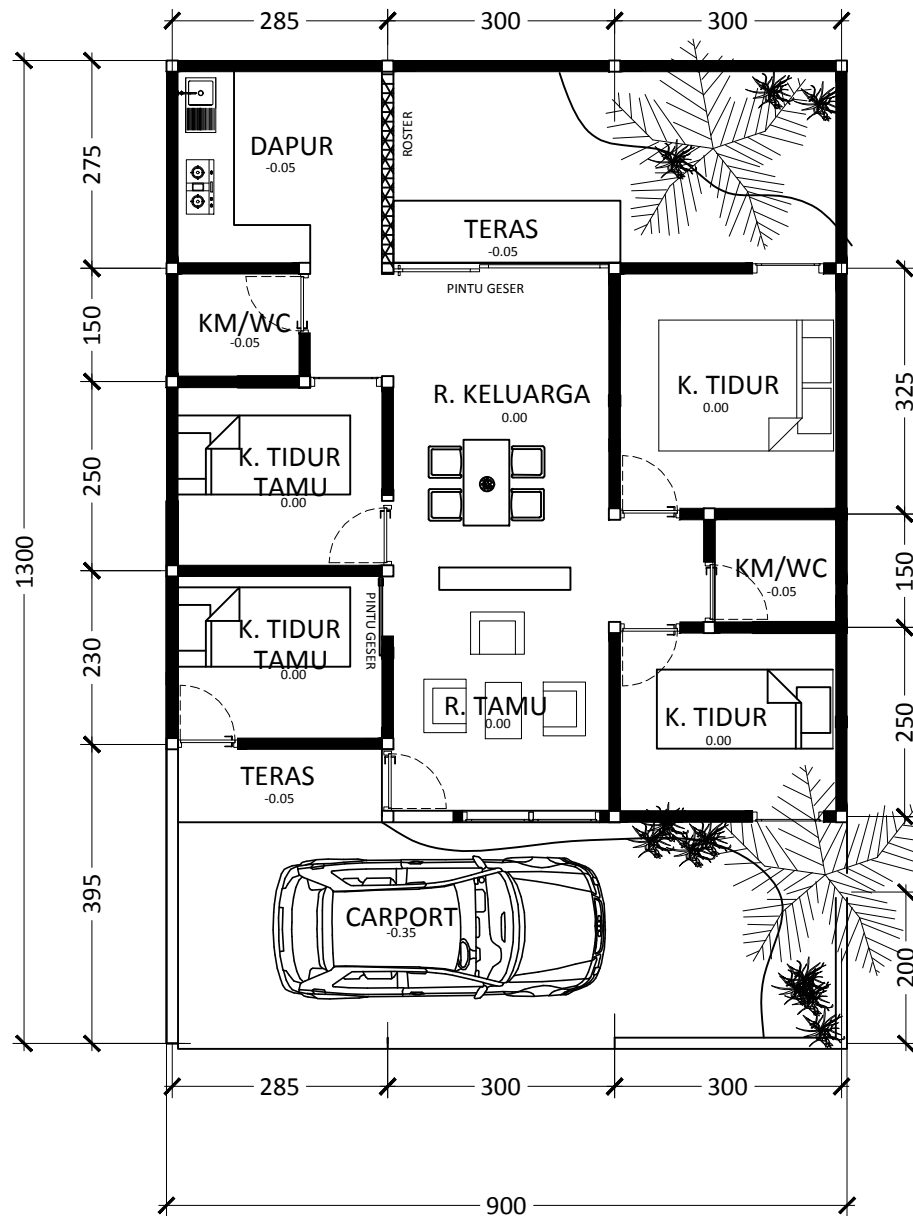 285
300
300
1300
275
150
250
230
395
325
150
250
200
DAPUR
-0.05
ROSTER
TERAS
-0.05
PINTU GESER
KM/WC
-0.05
R. KELUARGA
0.00
K. TIDUR
0.00
K. TIDUR
TAMU
0.00
KM/WC
-0.05
K. TIDUR
TAMU
0.00
PINTU GESER
R. TAMU
0.00
K. TIDUR
0.00
TERAS
-0.05
CARPORT
-0.35
285
300
300
900